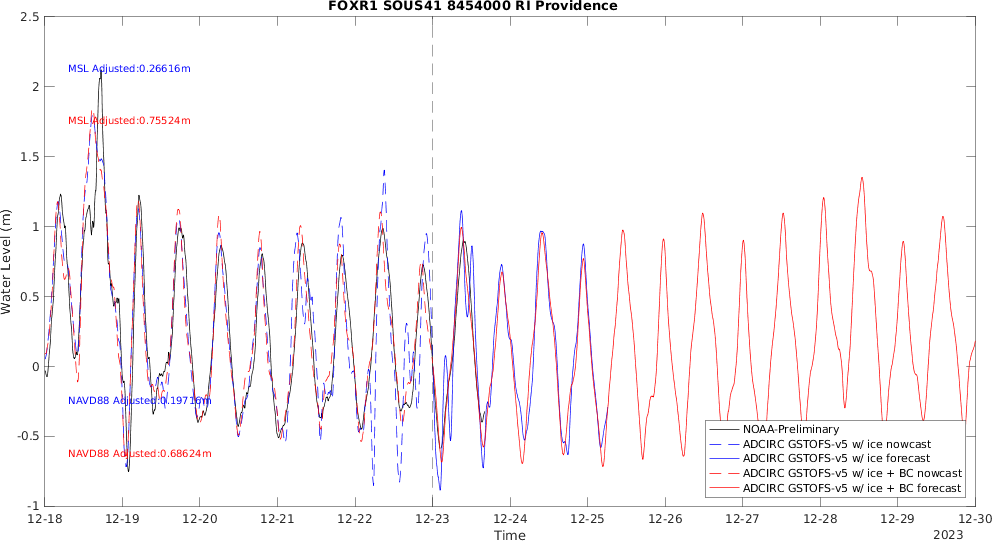 FOXR1 SOUS41 8454000 RI Providence
2.5
2
1.5
1
0.5
0
-0.5
-1
Water Level (m)
MSL Adjusted:0.26616m
MSL Adjusted:0.75524m
NAVD88 Adjusted:0.19716m
NAVD88 Adjusted:0.68624m
NOAA-Preliminary
ADCIRC GSTOFS-v5 w/ ice nowcast
ADCIRC GSTOFS-v5 w/ ice forecast
ADCIRC GSTOFS-v5 w/ ice + BC nowcast
ADCIRC GSTOFS-v5 w/ ice + BC forecast
12-18 12-19 12-20 12-21 12-22 12-23 12-24 12-25 12-26 12-27 12-28 12-29 12-30
Time
2023